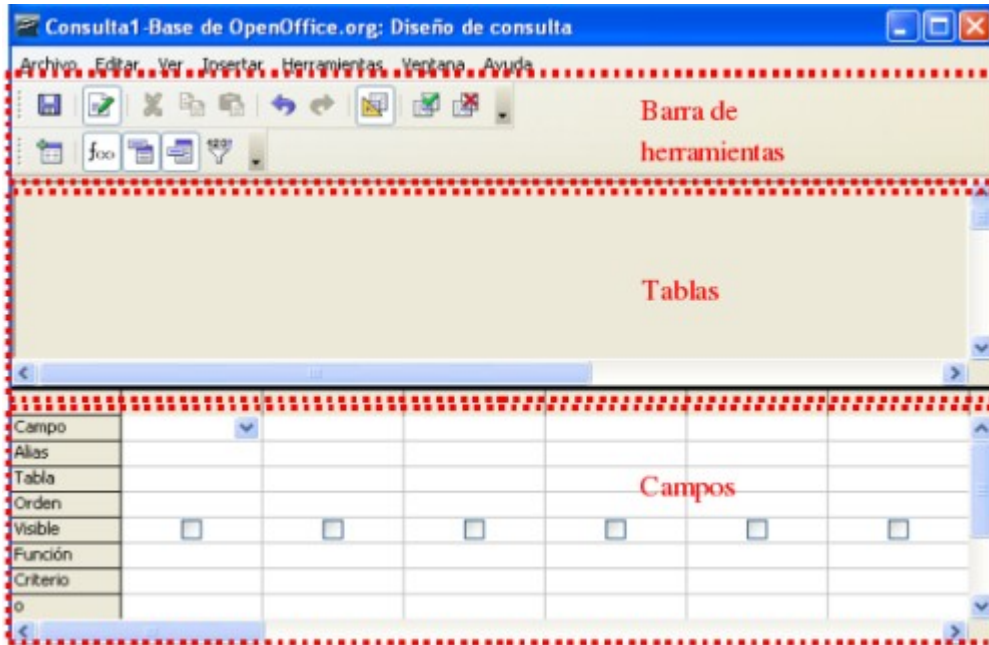 Consulta1-Base de OpenOffice.org: Diseño de consulta
Archivo Editar Ver Insertar Herramientas Ventana Ayuda
Barra de
herramientas
Tablas
Campo
Alias
Tabla
Campos
Orden
Visible
Función
Criterio
o